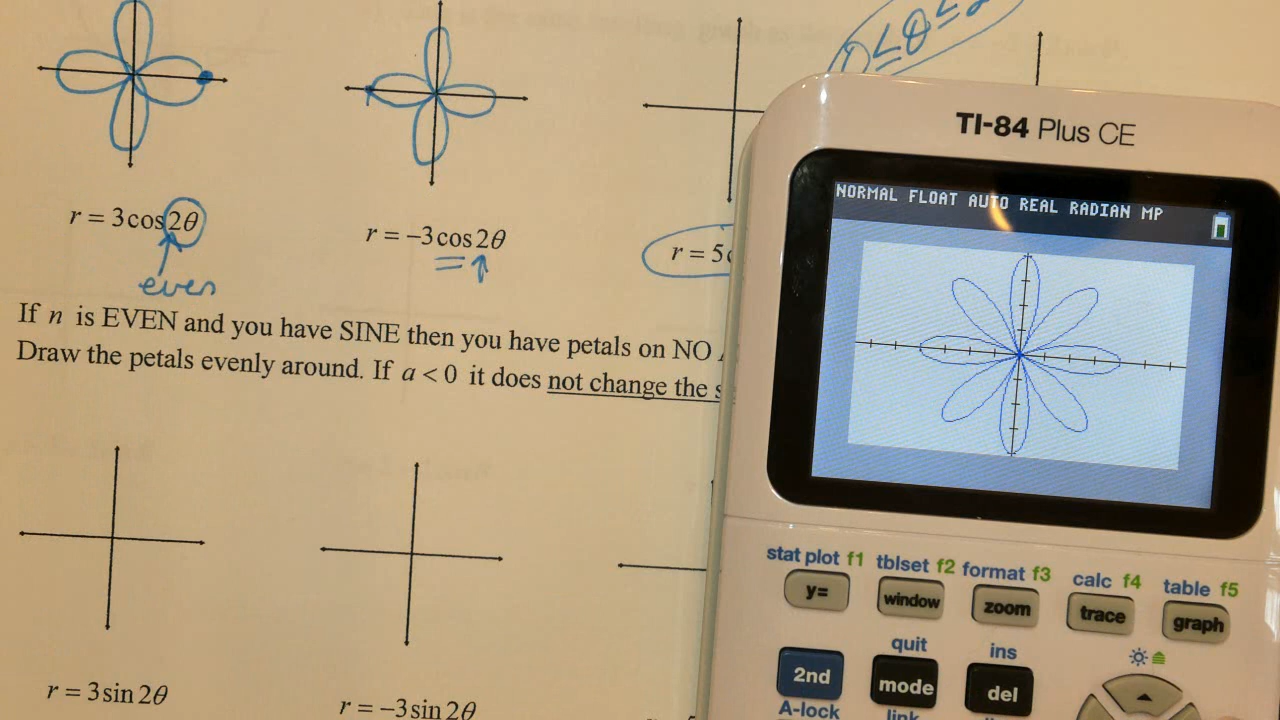 0≤θ≤2
TI-84 Plus CE
NORMAL FLOAT AUTO REAL RADIAN MP
r = 3cos2θ
r = −3cos2θ
r = 5
even
If n is EVEN and you have SINE then you have petals on NO
Draw the petals evenly around. If a < 0 it does not change the
stat plot f1 tblset f2 format f3 calc f4 table f5
y= window zoom trace graph
quit ins
2nd mode del
A-lock link
r = 3sin2θ
r = −3sin2θ